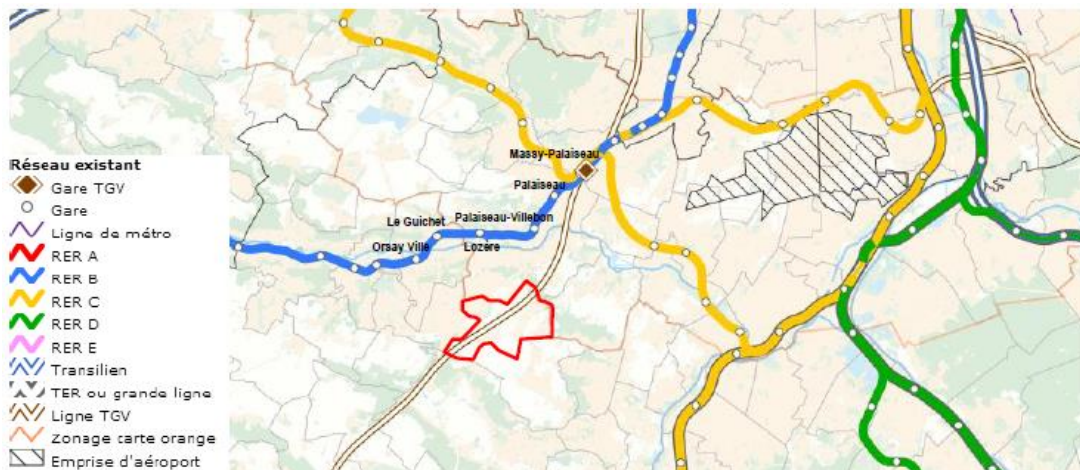 Massy-Palaiseau
Palaiseau
Le Guichet
Palaiseau-Villebon
Orsay Ville
Lozère
Réseau existant
Gare TGV
Gare
Ligne de métro
RER A
RER B
RER C
RER D
RER E
Transilien
TER ou grande ligne
Ligne TGV
Zonage carte orange
Emprise d'aéroport